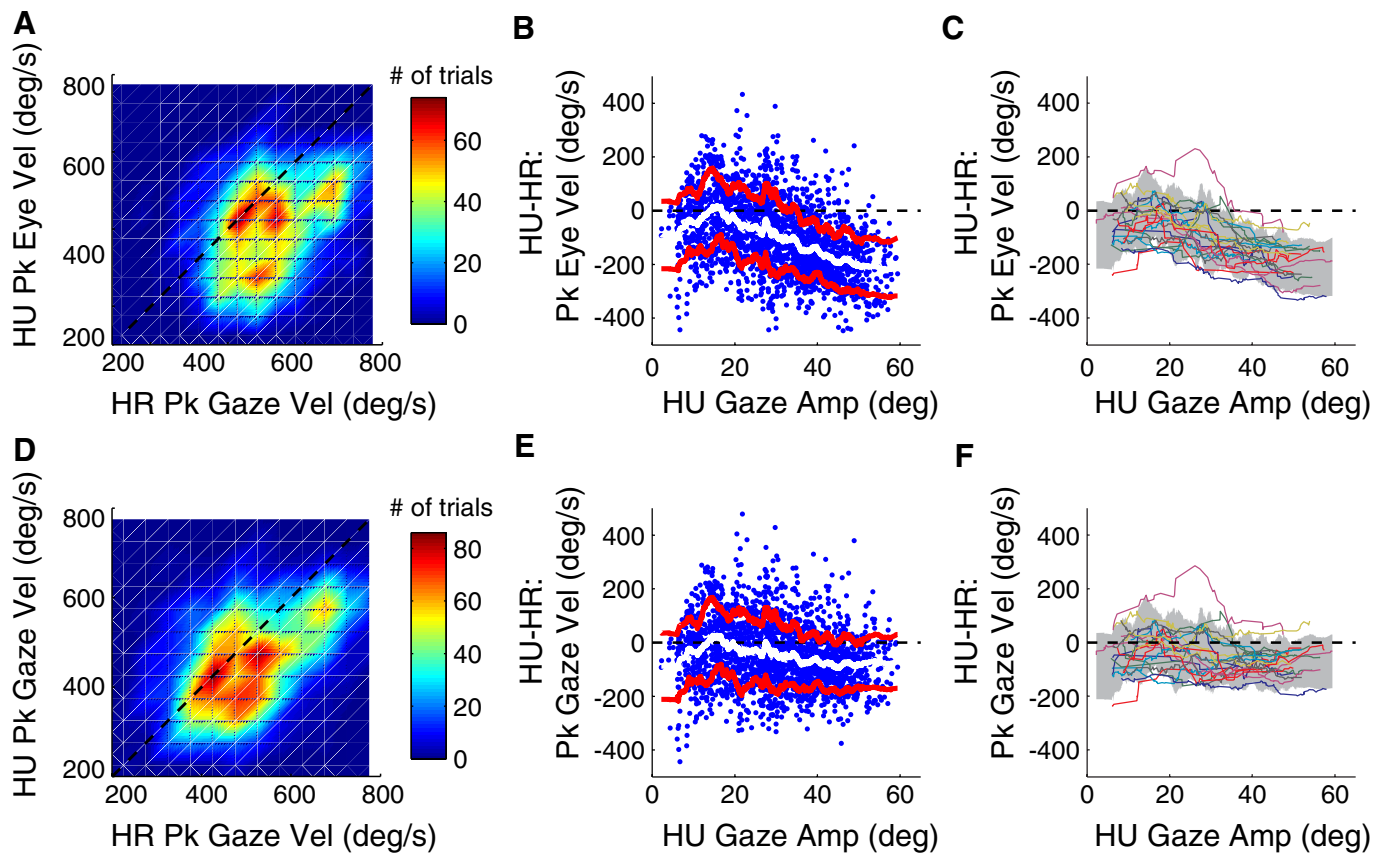 A
HU Pk Eye Vel (deg/s)
800
600
400
200
200 400 600 800
HR Pk Gaze Vel (deg/s)
# of trials
60
40
20
0
B
HU-HR:
Pk Eye Vel (deg/s)
400
200
0
-200
-400
0 20 40 60
HU Gaze Amp (deg)
C
HU-HR:
Pk Eye Vel (deg/s)
400
200
0
-200
-400
0 20 40 60
HU Gaze Amp (deg)
D
HU Pk Gaze Vel (deg/s)
800
600
400
200
200 400 600 800
HR Pk Gaze Vel (deg/s)
# of trials
80
60
40
20
0
E
HU-HR:
Pk Gaze Vel (deg/s)
400
200
0
-200
-400
0 20 40 60
HU Gaze Amp (deg)
F
HU-HR:
Pk Gaze Vel (deg/s)
400
200
0
-200
-400
0 20 40 60
HU Gaze Amp (deg)